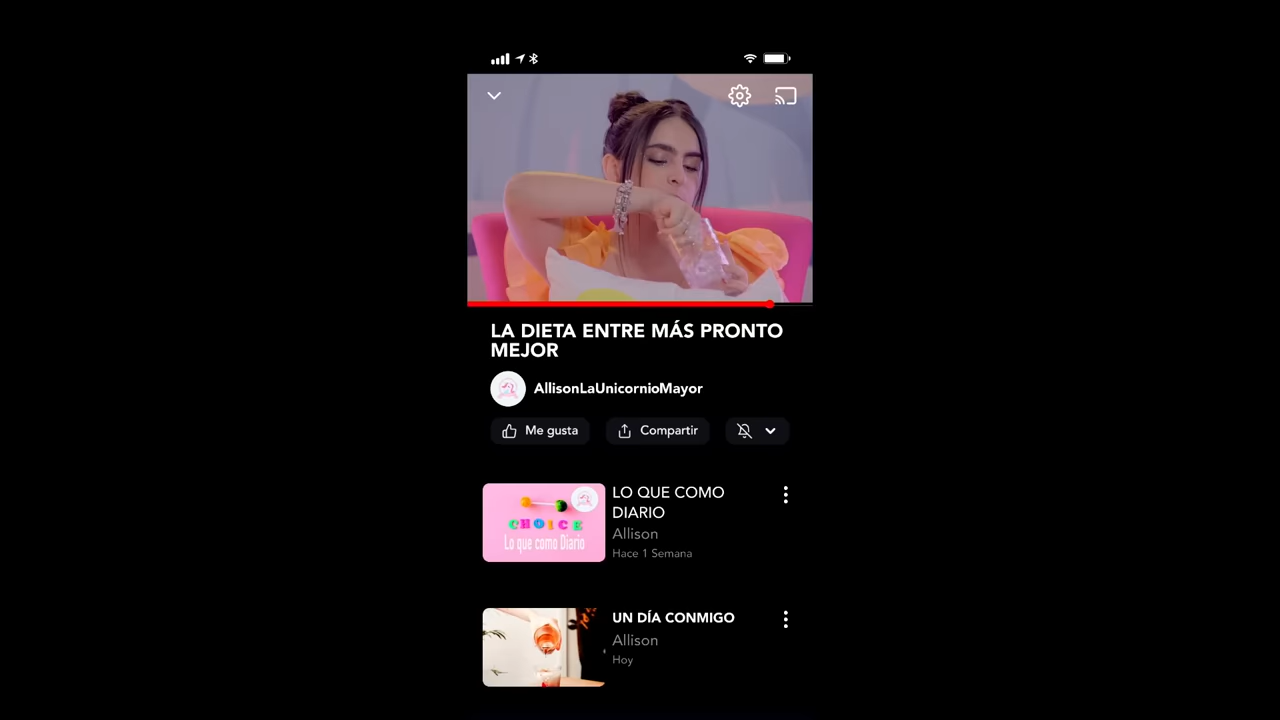 LA DIETA ENTRE MÁS PRONTO
MEJOR
AllisonLaUnicornioMayor
Me gusta
Compartir
CHOICE
Lo que como Diario
LO QUE COMO
DIARIO
Allison
Hace 1 Semana
UN DÍA CONMIGO
Allison
Hoy